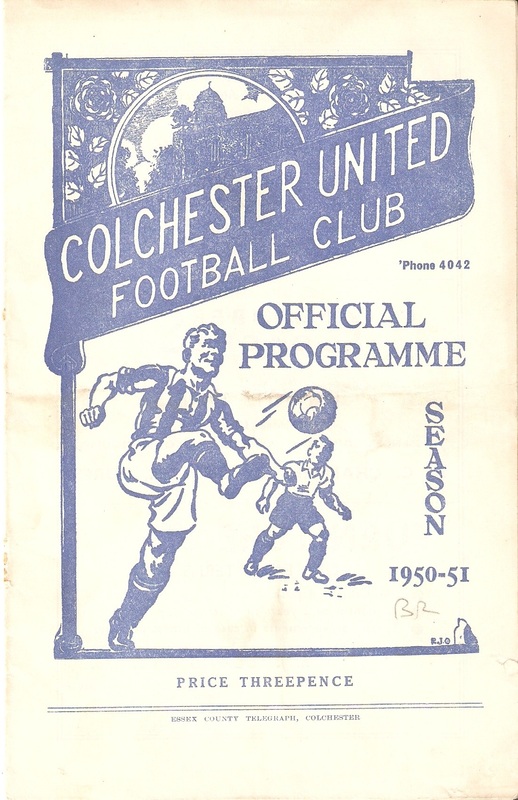 COLCHESTER UNITED
FOOTBALL CLUB
'Phone 4042
OFFICIAL
PROGRAMME
SEASON
1950-51
BR
R.J.O
PRICE THREEPENCE
ESSEX COUNTY TELEGRAPH, COLCHESTER